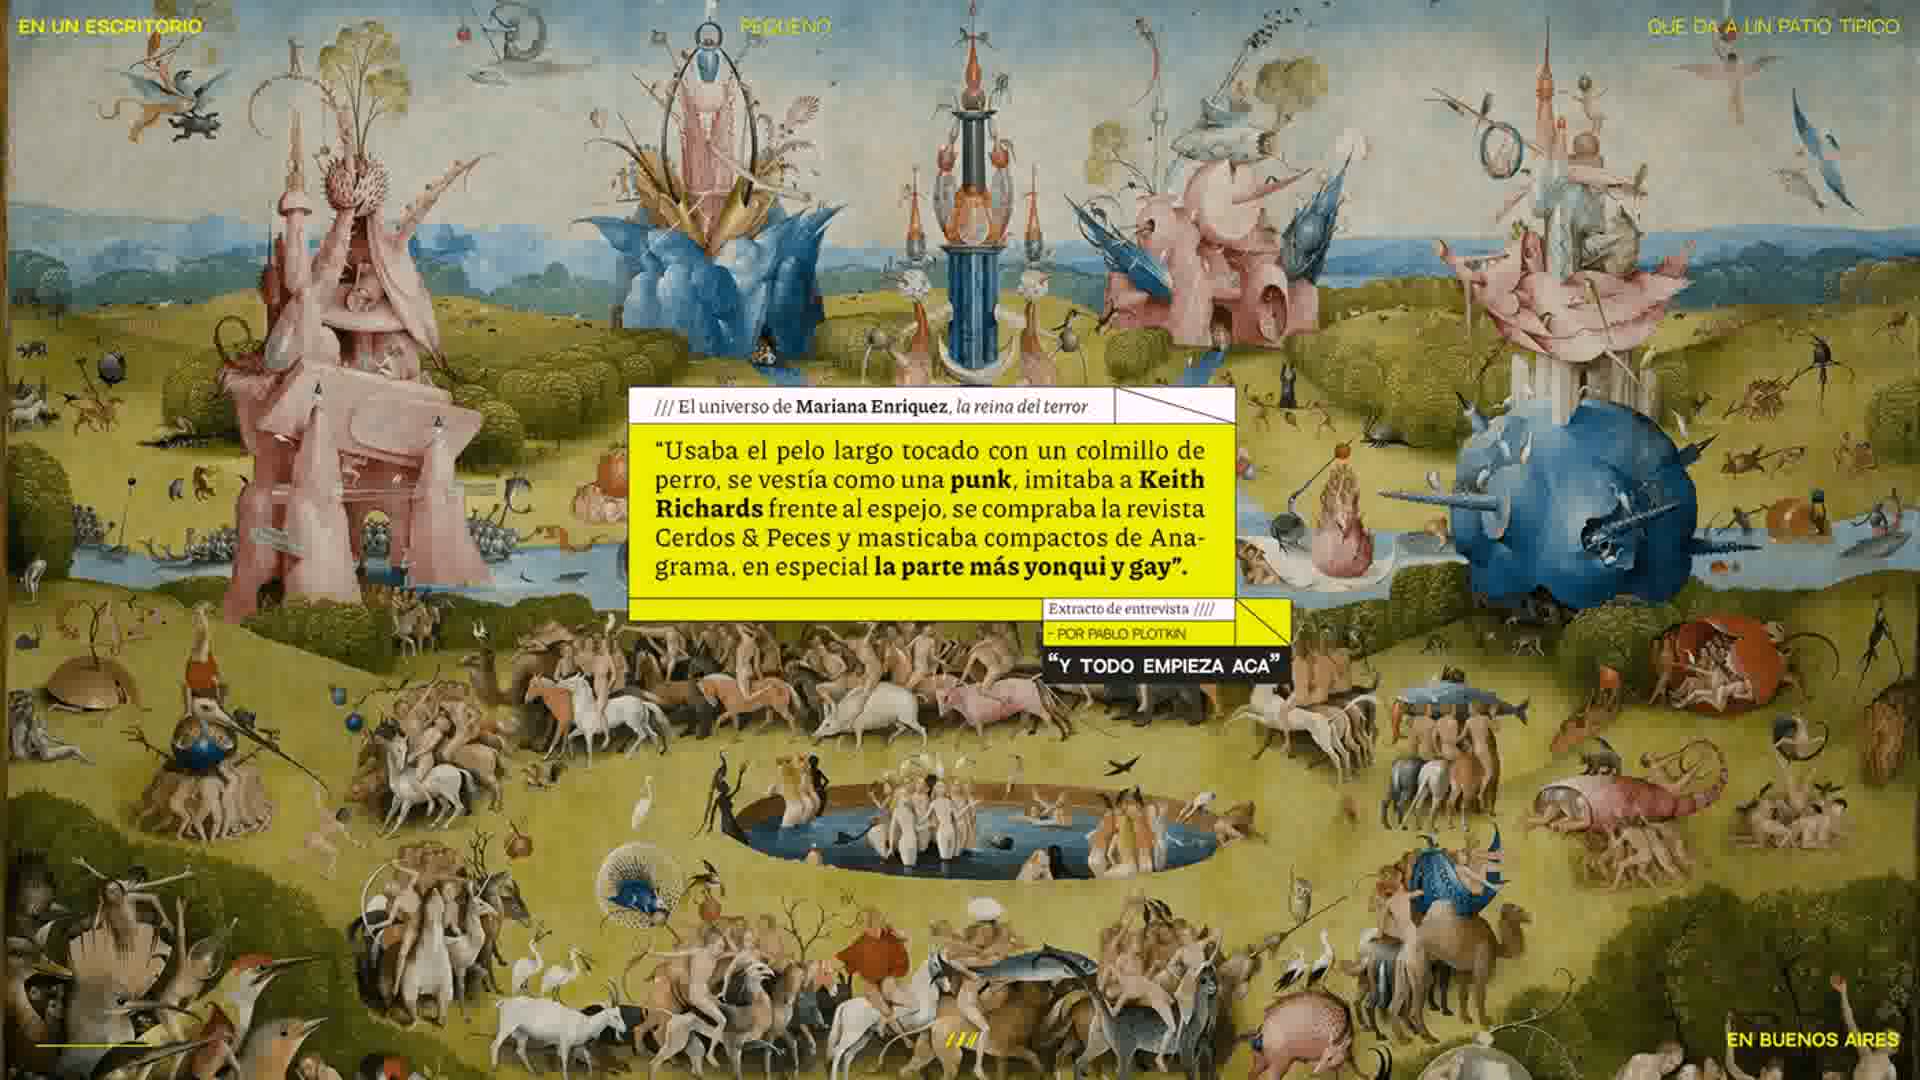 EN UN ESCRITORIO
PEQUEÑO
QUE DA A UN PATIO TIPICO
/// El universo de Mariana Enriquez, la reina del terror
“Usaba el pelo largo tocado con un colmillo de
perro, se vestía como una punk, imitaba a Keith
Richards frente al espejo, se compraba la revista
Cerdos & Peces y masticaba compactos de Ana-
grama, en especial la parte más yonqui y gay”.
Extracto de entrevista ////
- POR PABLO PLOTKIN
“Y TODO EMPIEZA ACA”
EN BUENOS AIRES